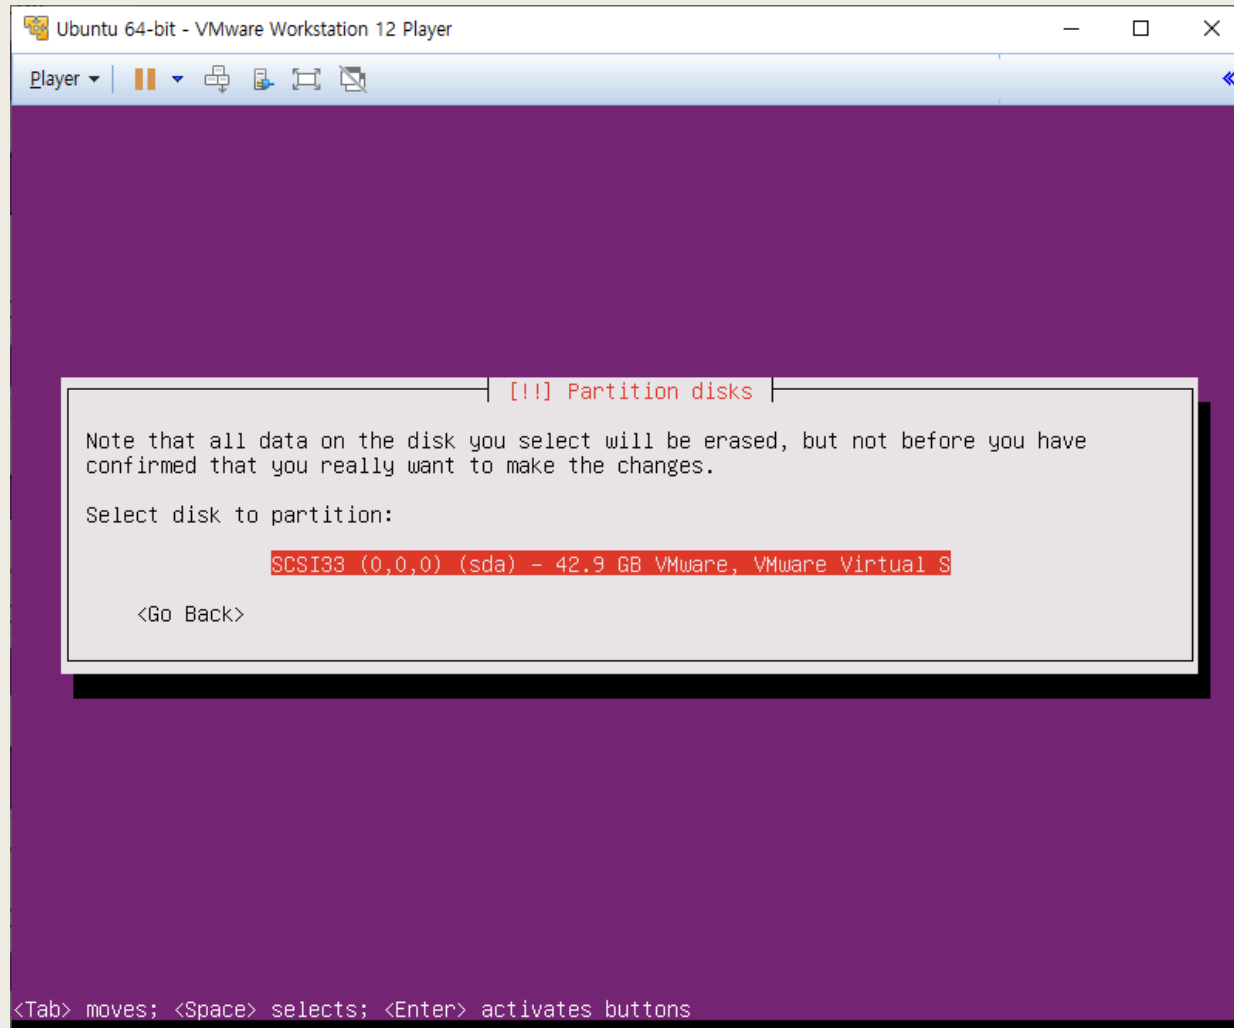 Ubuntu 64-bit - VMware Workstation 12 Player
Player
[!!] Partition disks
Note that all data on the disk you select will be erased, but not before you have
confirmed that you really want to make the changes.
Select disk to partition:
SCSI33 (0,0,0) (sda) - 42.9 GB VMware, VMware Virtual S
<Go Back>
<Tab> moves; <Space> selects; <Enter> activates buttons